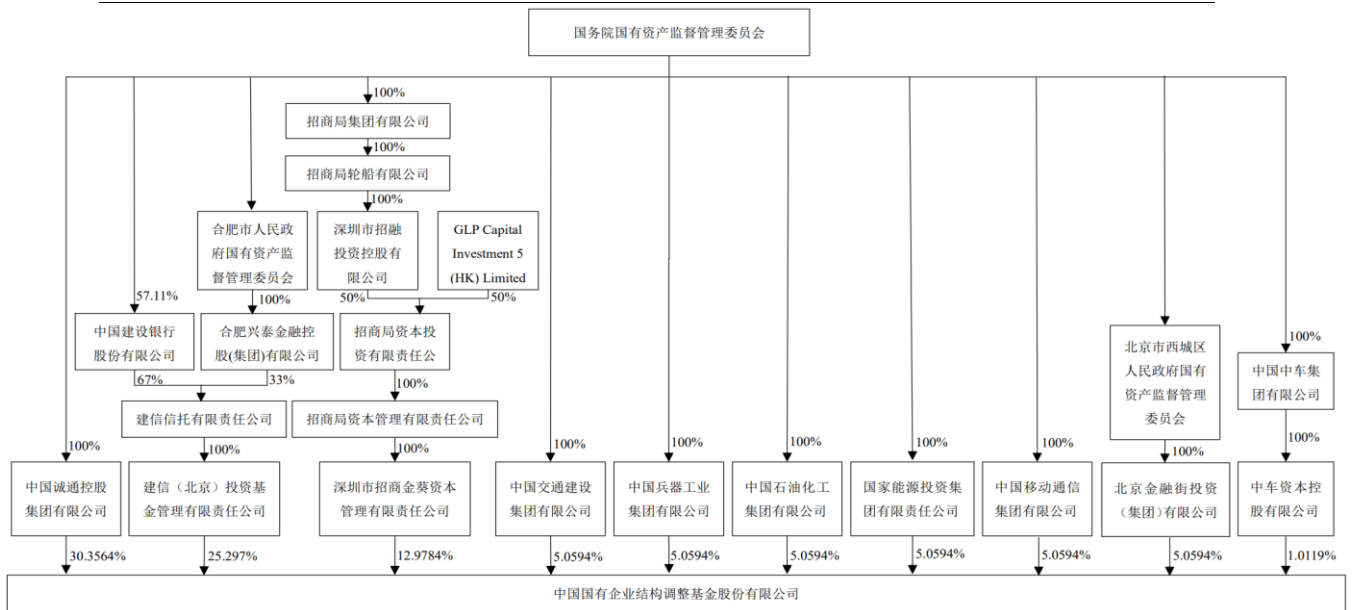 国务院国有资产监督管理委员会
100%
招商局集团有限公司
100%
招商局轮船有限公司
100%
合肥市人民政
府国有资产监
督管理委员会
深圳市招融
投资控股有
限公司
GLP Capital
Investment 5
(HK) Limited
57.11%
100%
50%
50%
中国建设银行
股份有限公司
合肥兴泰金融控
股(集团)有限公司
招商局资本投
资有限责任公
北京市西城区
人民政府国有
资产监督管理
委员会
100%
中国中车集
团有限公司
67%
33%
100%
建信信托有限责任公司
招商局资本管理有限责任公司
100%
100%
100%
100%
100%
100%
100%
100%
100%
100%
中国诚通控股
集团有限公司
建信（北京）投资基
金管理有限责任公司
深圳市招商金葵资本
管理有限责任公司
中国交通建设
集团有限公司
中国兵器工业
集团有限公司
中国石油化工
集团有限公司
国家能源投资集
团有限责任公司
中国移动通信
集团有限公司
北京金融街投资
（集团）有限公司
中车资本控
股有限公司
30.3564%
25.297%
12.9784%
5.0594%
5.0594%
5.0594%
5.0594%
5.0594%
5.0594%
1.0119%
中国国有企业结构调整基金股份有限公司